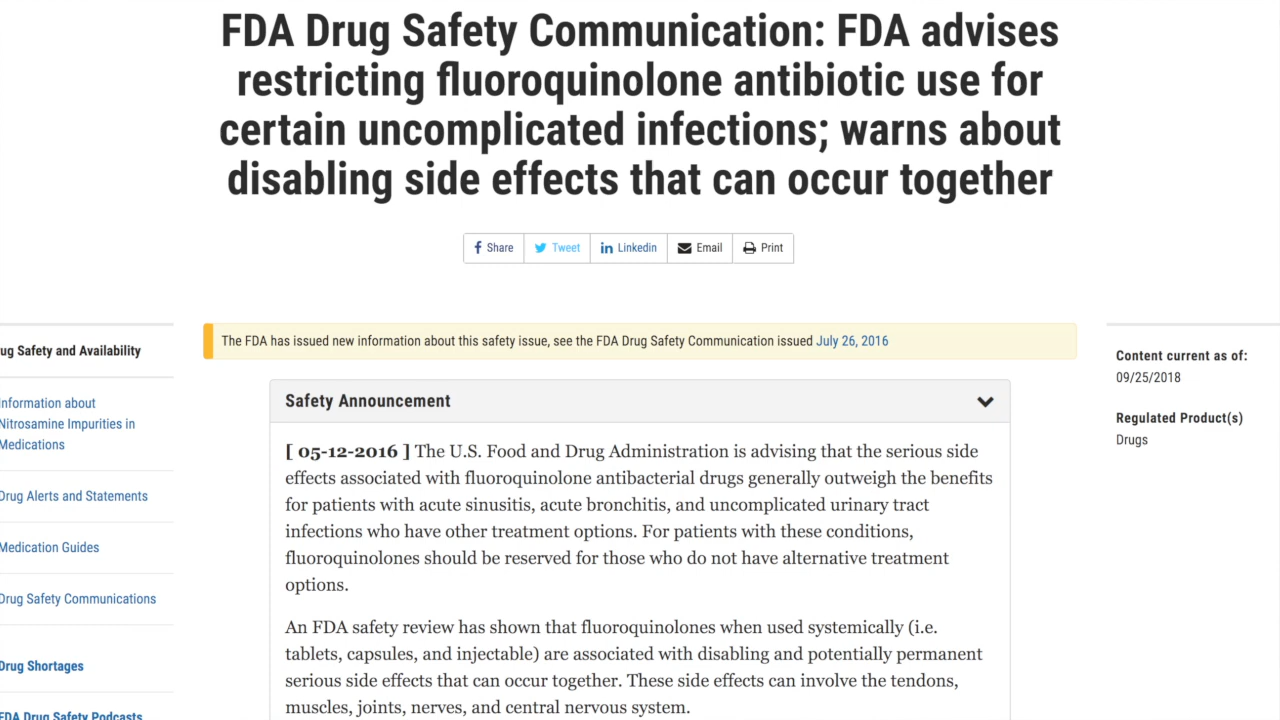 FDA Drug Safety Communication: FDA advises
restricting fluoroquinolone antibiotic use for
certain uncomplicated infections; warns about
disabling side effects that can occur together
Share
Tweet
Linkedin
Email
Print
ug Safety and Availability
Information about
Nitrosamine Impurities in
Medications
Drug Alerts and Statements
Medication Guides
Drug Safety Communications
Drug Shortages
FDA Drug Safety Podcasts
The FDA has issued new information about this safety issue, see the FDA Drug Safety Communication issued July 26, 2016
Safety Announcement
[ 05-12-2016 ] The U.S. Food and Drug Administration is advising that the serious side
effects associated with fluoroquinolone antibacterial drugs generally outweigh the benefits
for patients with acute sinusitis, acute bronchitis, and uncomplicated urinary tract
infections who have other treatment options. For patients with these conditions,
fluoroquinolones should be reserved for those who do not have alternative treatment
options.
An FDA safety review has shown that fluoroquinolones when used systemically (i.e.
tablets, capsules, and injectable) are associated with disabling and potentially permanent
serious side effects that can occur together. These side effects can involve the tendons,
muscles, joints, nerves, and central nervous system.
Content current as of:
09/25/2018
Regulated Product(s)
Drugs